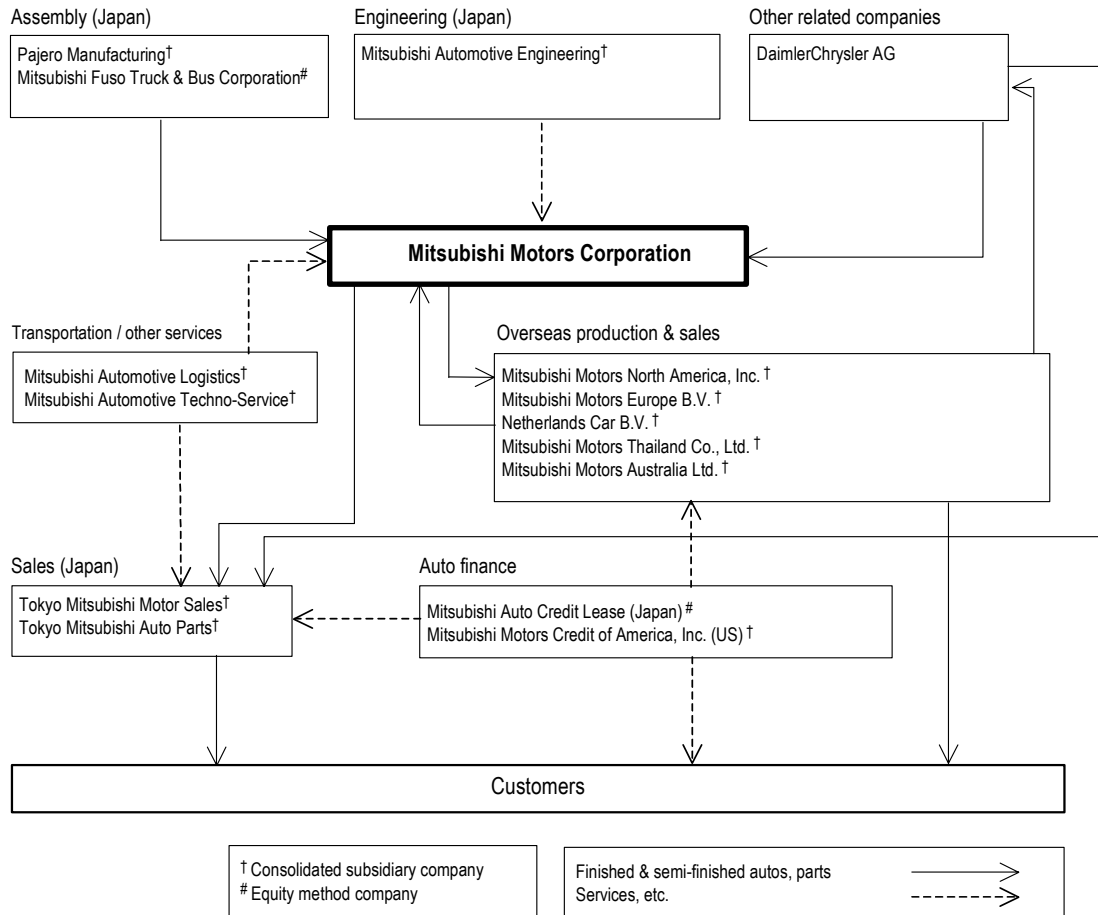 Assembly (Japan)
Pajero Manufacturing†
Mitsubishi Fuso Truck & Bus Corporation#
Engineering (Japan)
Mitsubishi Automotive Engineering†
Other related companies
DaimlerChrysler AG
Mitsubishi Motors Corporation
Transportation / other services
Mitsubishi Automotive Logistics†
Mitsubishi Automotive Techno-Service†
Overseas production & sales
Mitsubishi Motors North America, Inc. †
Mitsubishi Motors Europe B.V. †
Netherlands Car B.V. †
Mitsubishi Motors Thailand Co., Ltd. †
Mitsubishi Motors Australia Ltd. †
Sales (Japan)
Tokyo Mitsubishi Motor Sales†
Tokyo Mitsubishi Auto Parts†
Auto finance
Mitsubishi Auto Credit Lease (Japan) #
Mitsubishi Motors Credit of America, Inc. (US) †
Customers
† Consolidated subsidiary company
# Equity method company
Finished & semi-finished autos, parts
Services, etc.